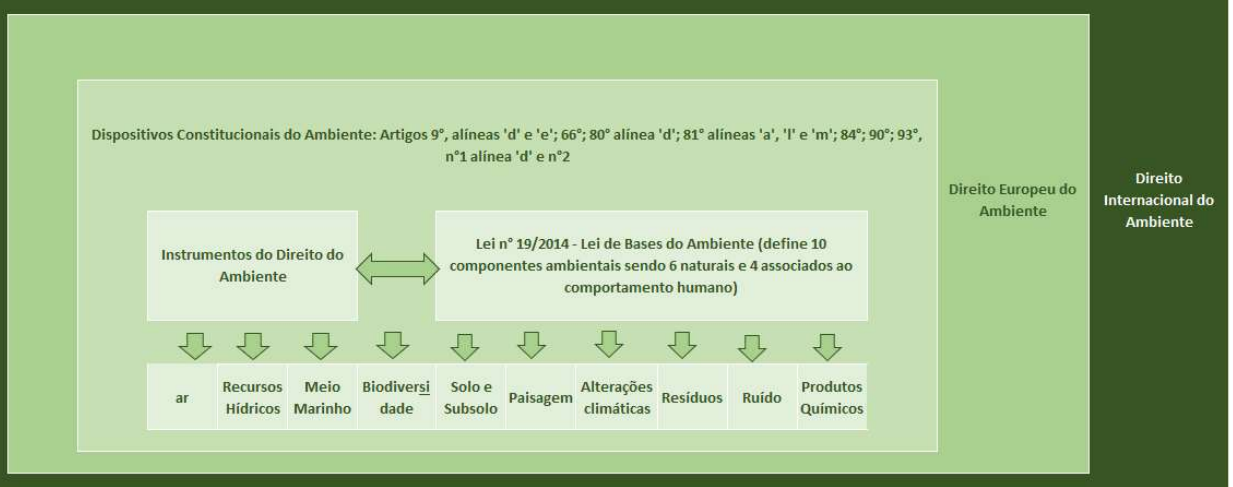 Dispositivos Constitucionais do Ambiente: Artigos 9°, alíneas 'd' e 'e'; 66°; 80° alínea 'd'; 81° alíneas 'a', 'l' e 'm'; 84°; 90°; 93°,
n°1 alínea 'd' e n°2
Direito Europeu do
Ambiente
Direito
Internacional do
Ambiente
Instrumentos do Direito do
Ambiente
Lei n° 19/2014 - Lei de Bases do Ambiente (define 10
componentes ambientais sendo 6 naturais e 4 associados ao
comportamento humano)
ar
Recursos
Hídricos
Meio
Marinho
Biodiversi
dade
Solo e
Subsolo
Paisagem
Alterações
climáticas
Resíduos
Ruído
Produtos
Químicos